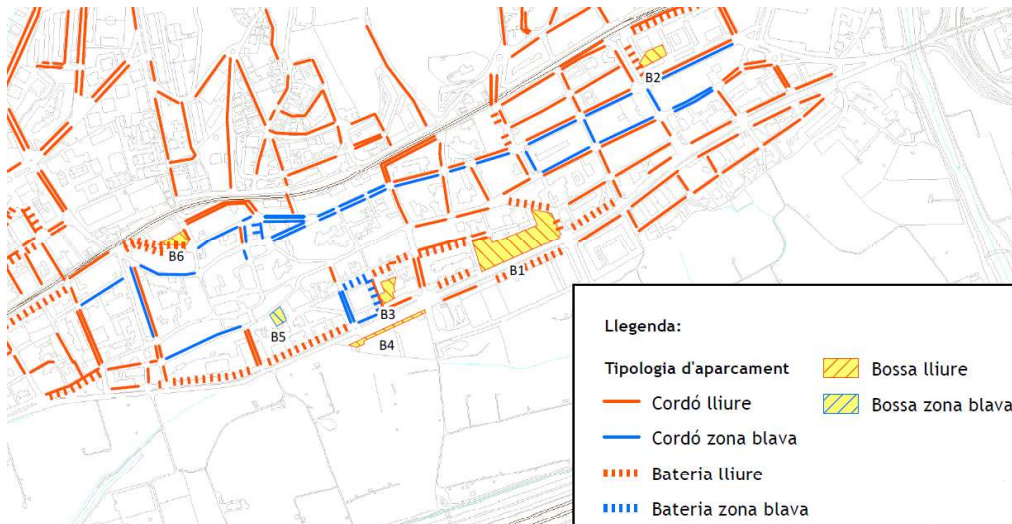 B2
B1
B6
B3
B5
B4
Llegenda:
Tipologia d'aparcament
Cordó lliure
Cordó zona blava
Bateria lliure
Bateria zona blava
Bossa lliure
Bossa zona blava